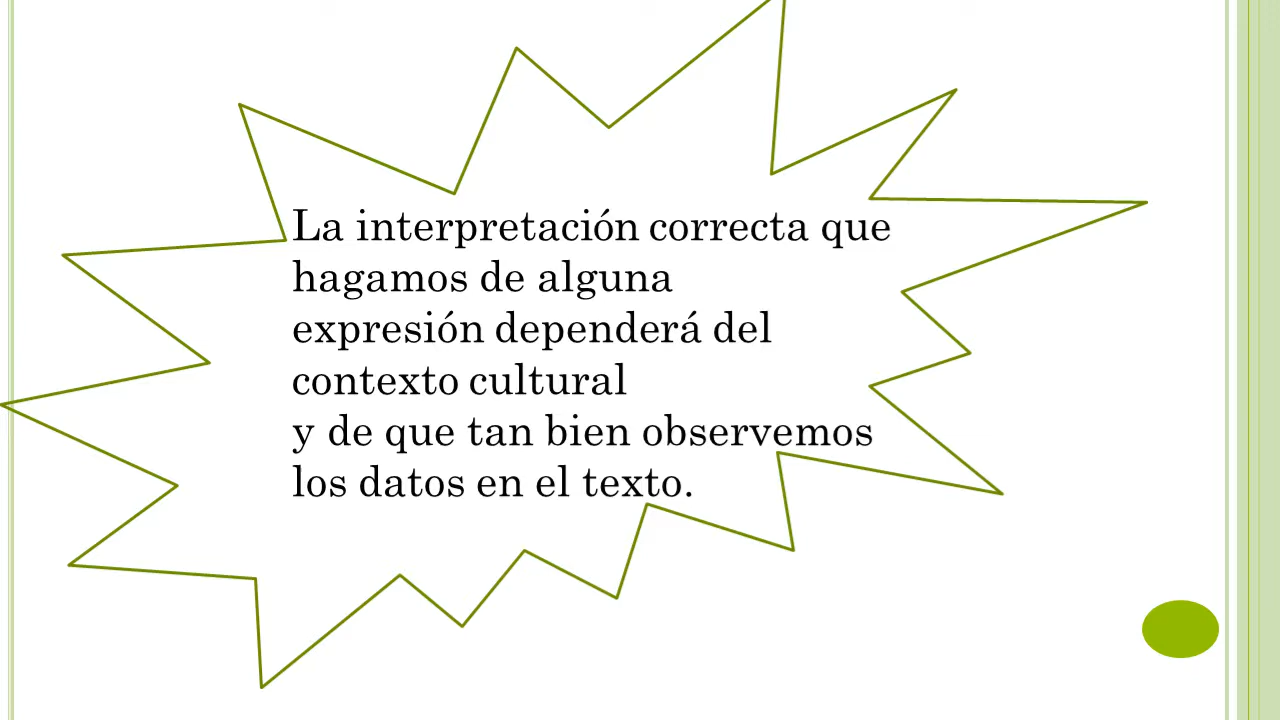 La interpretación correcta que
hagamos de alguna
expresión dependerá del
contexto cultural
y de que tan bien observemos
los datos en el texto.